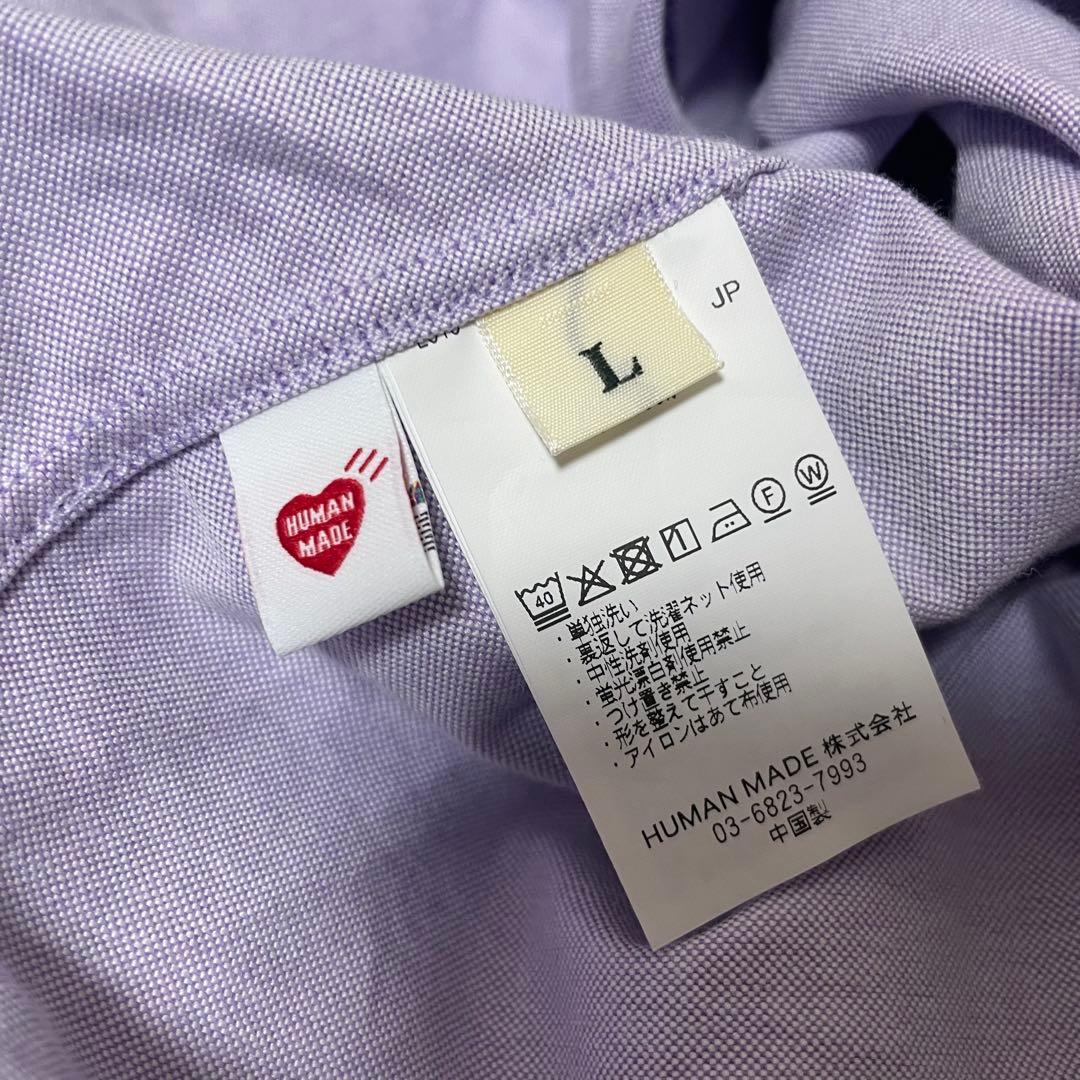 JP
L
HUMAN
MADE
40
F
W
・単独洗い
・裏返して洗濯ネット使用
・中性洗剤使用
・蛍光漂白剤使用禁止
・つけ置き禁止
・形を整えて干すこと
・アイロンはあて布使用
HUMAN MADE 株式会社
03-6823-7993
中国製